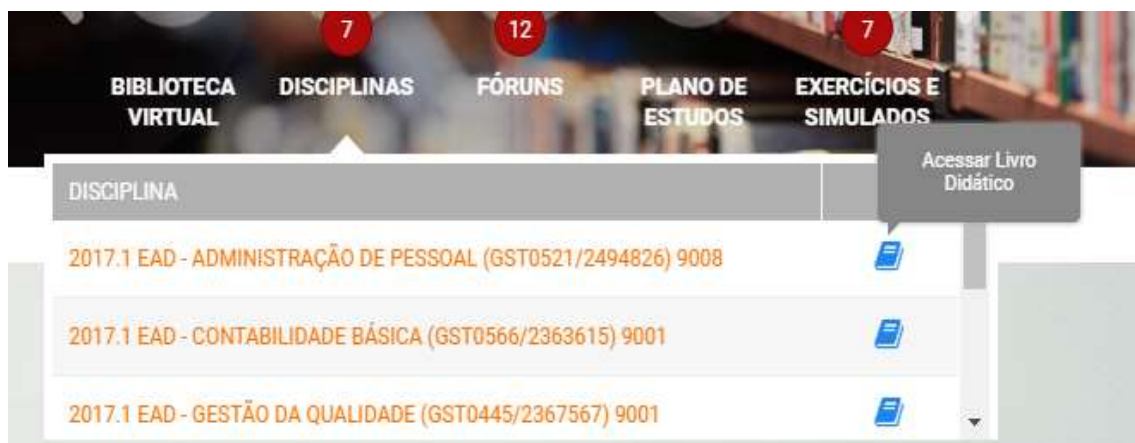 7
12
7
BIBLIOTECA
VIRTUAL
DISCIPLINAS
FÓRUNS
PLANO DE
ESTUDOS
EXERCÍCIOS E
SIMULADOS
Acessar Livro
Didático
DISCIPLINA
2017.1 EAD - ADMINISTRAÇÃO DE PESSOAL (GST0521/2494826) 9008
2017.1 EAD - CONTABILIDADE BÁSICA (GST0566/2363615) 9001
2017.1 EAD - GESTÃO DA QUALIDADE (GST0445/2367567) 9001